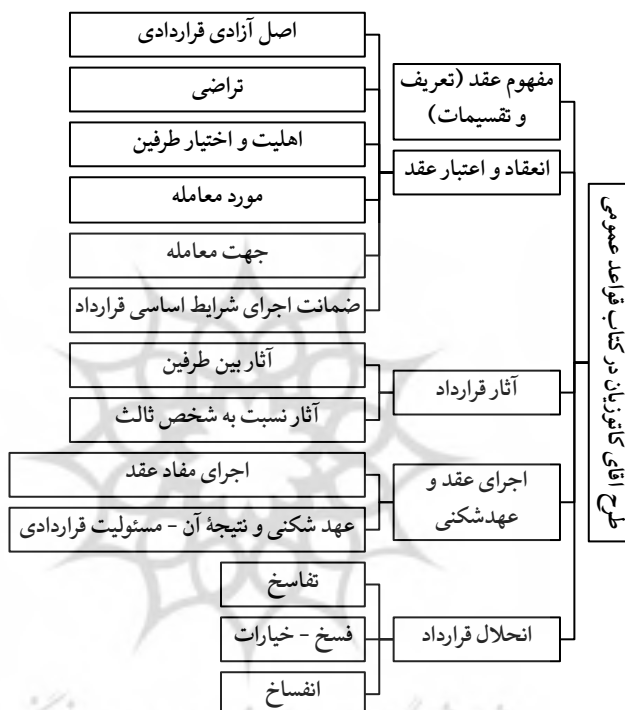 طرح اقای کاتوزیان در کتاب قواعد عمومی
مفهوم عقد (تعریف
و تقسیمات)
انعقاد و اعتبار عقد
اصل آزادی قراردادی
تراضی
اهلیت و اختیار طرفین
مورد معامله
جهت معامله
ضمانت اجرای شرایط اساسی قرارداد
آثار قرارداد
آثار بین طرفین
آثار نسبت به شخص ثالث
اجرای عقد و
عهدشکنی
اجرای مفاد عقد
عهد شکنی و نتیجۀ آن - مسئولیت قراردادی
انحلال قرارداد
تفاسخ
فسخ - خیارات
انفساخ